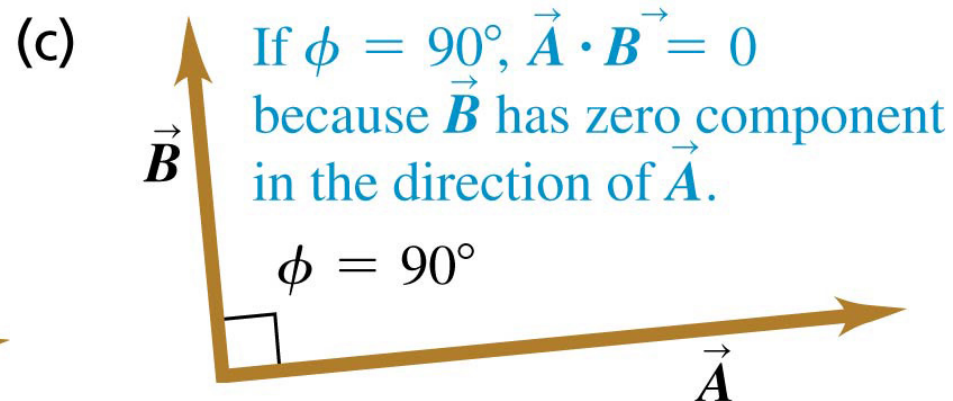 (c)
If ϕ = 90°, A⃗ · B⃗ = 0
because B⃗ has zero component
in the direction of A⃗.
B⃗
ϕ = 90°
A⃗